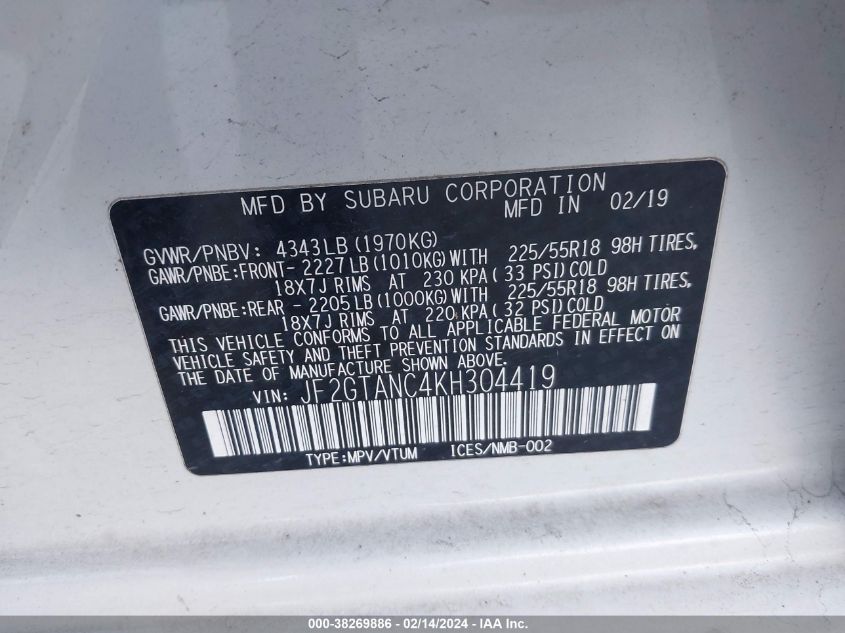 MFD BY SUBARU CORPORATION
MFD IN 02/19
GVWR/PNBV: 4343LB (1970KG)
GAWR/PNBE:FRONT- 2227LB (1010KG) WITH 225/55R18 98H TIRES,
18X7J RIMS AT 230 KPA (33 PSI) COLD
GAWR/PNBE:REAR - 2205LB (1000KG) WITH 225/55R18 98H TIRES,
18X7J RIMS AT 220 KPA (32 PSI) COLD
THIS VEHICLE CONFORMS TO ALL APPLICABLE FEDERAL MOTOR
VEHICLE SAFETY AND THEFT PREVENTION STANDARDS IN EFFECT ON
THE DATE OF MANUFACTURE SHOWN ABOVE.
VIN: JF2GTANC4KH304419
TYPE:MPV/VTUM ICES/NMB-002
000-38269886 - 02/14/2024 - IAA Inc.